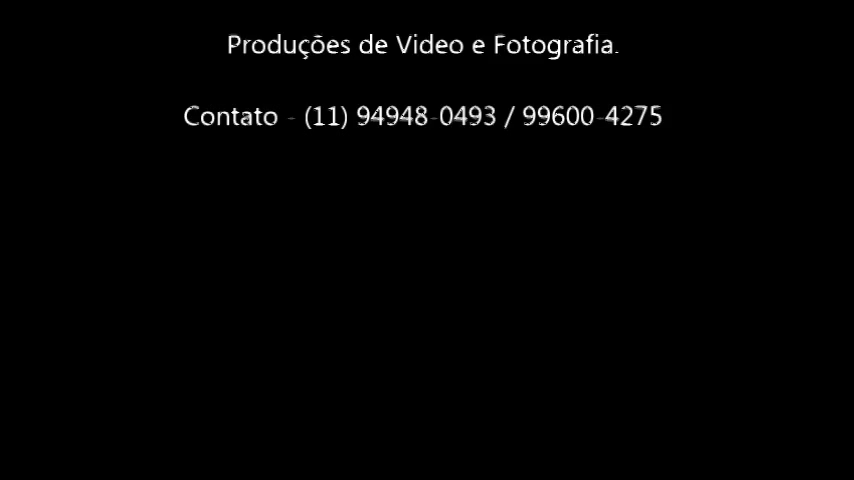 Produções de Video e Fotografia.
Contato - (11) 94948-0493 / 99600-4275